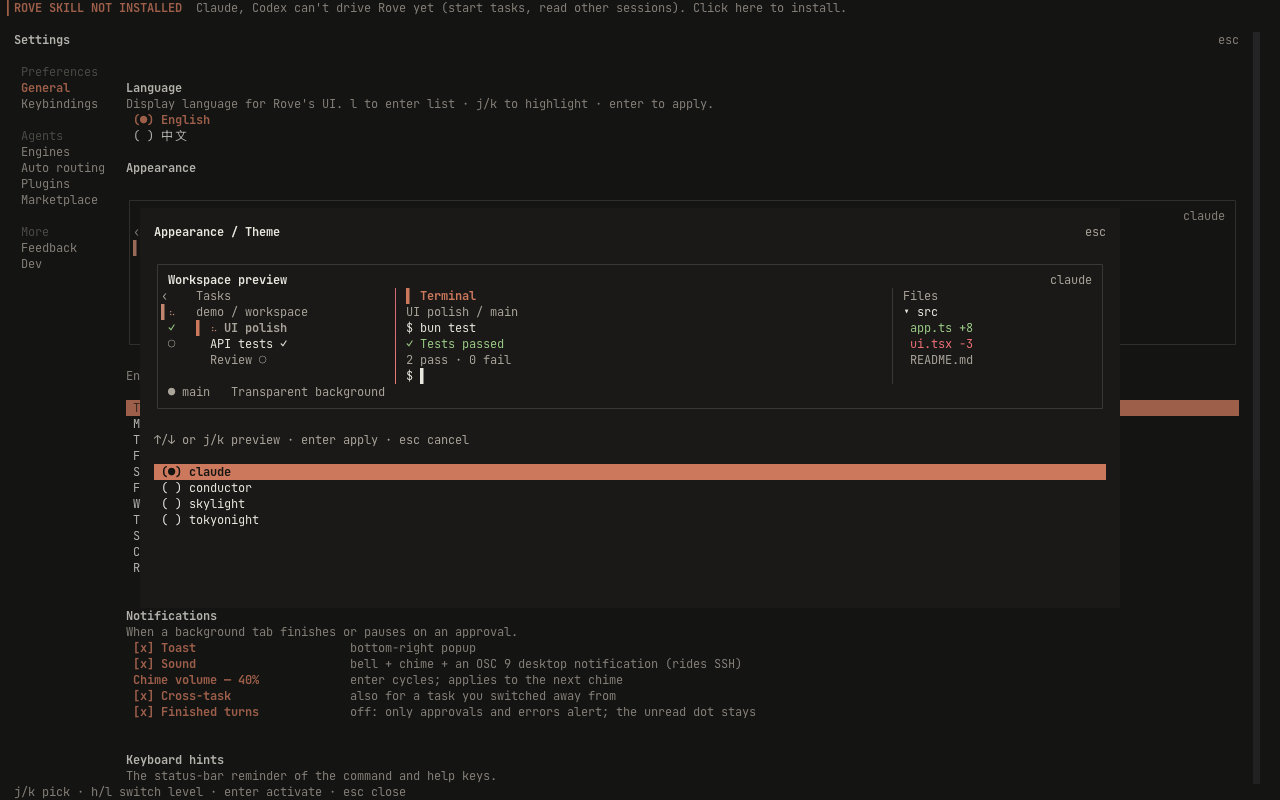 ROVE SKILL NOT INSTALLED  Claude, Codex can't drive Rove yet (start tasks, read other sessions). Click here to install.
Settings  esc
Preferences
General
Keybindings
Agents
Engines
Auto routing
Plugins
Marketplace
More
Feedback
Dev
Language
Display language for Rove's UI. l to enter list · j/k to highlight · enter to apply.
(●) English
( ) 中文
Appearance
claude
‹
Appearance / Theme  esc
Workspace preview  claude
‹ Tasks
demo / workspace
✓ UI polish
○ API tests ✓
Review ○
● main  Transparent background
Terminal
UI polish / main
$ bun test
✓ Tests passed
2 pass · 0 fail
$
Files
▾ src
app.ts +8
ui.tsx -3
README.md
↑/↓ or j/k preview · enter apply · esc cancel
(●) claude
( ) conductor
( ) skylight
( ) tokyonight
En
T
M
T
F
S
F
W
T
S
C
R
Notifications
When a background tab finishes or pauses on an approval.
[x] Toast  bottom-right popup
[x] Sound  bell + chime + an OSC 9 desktop notification (rides SSH)
Chime volume — 40%  enter cycles; applies to the next chime
[x] Cross-task  also for a task you switched away from
[x] Finished turns  off: only approvals and errors alert; the unread dot stays
Keyboard hints
The status-bar reminder of the command and help keys.
j/k pick · h/l switch level · enter activate · esc close